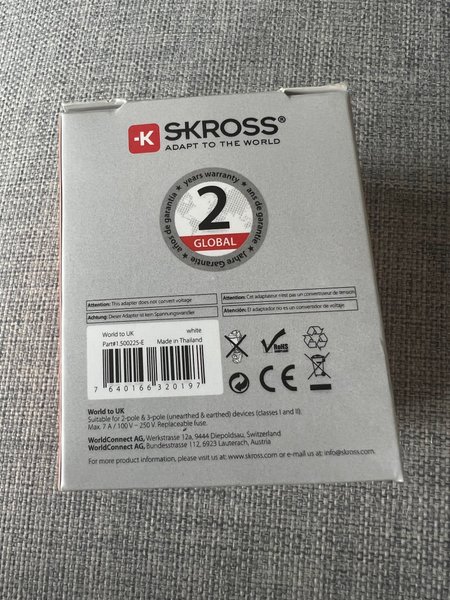 -K SKROSS®
ADAPT TO THE WORLD
years warranty ★ ans de garantie ★ Jahre Garantie ★ años de garantía ★
2
GLOBAL
Attention: This adapter does not convert voltage
Attention: Cet adaptateur n'est pas un convertisseur de tension
Achtung: Dieser Adapter ist kein Spannungswandler
Atención: El adaptador no es un convertidor de voltaje
World to UK white
Part#1.500225-E Made in Thailand
7 640166 320197
RoHS
CE
World to UK
Suitable for 2-pole & 3-pole (unearthed & earthed) devices (classes I and II).
Max. 7 A / 100 V – 250 V. Replaceable fuse.
WorldConnect AG, Werkstrasse 12a, 9444 Diepoldsau, Switzerland
WorldConnect AG, Bundesstrasse 112, 6923 Lauterach, Austria
For more product information, please visit us at: www.skross.com or e-mail us at: info@skross.com